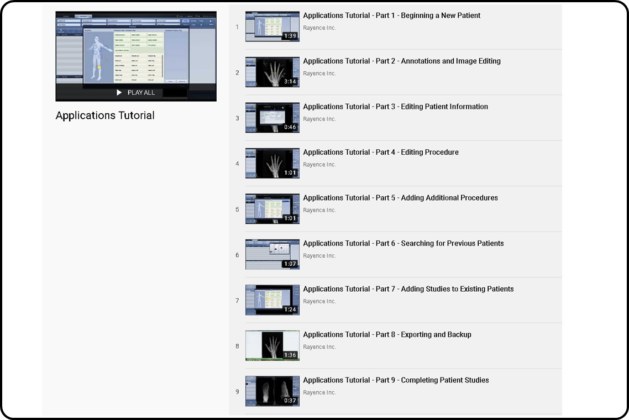 PLAY ALL
Applications Tutorial
1
1:39
Applications Tutorial - Part 1 - Beginning a New Patient
Rayence Inc.
2
3:54
Applications Tutorial - Part 2 - Annotations and Image Editing
Rayence Inc.
3
0:46
Applications Tutorial - Part 3 - Editing Patient Information
Rayence Inc.
4
1:01
Applications Tutorial - Part 4 - Editing Procedure
Rayence Inc.
5
1:03
Applications Tutorial - Part 5 - Adding Additional Procedures
Rayence Inc.
6
1:07
Applications Tutorial - Part 6 - Searching for Previous Patients
Rayence Inc.
7
1:24
Applications Tutorial - Part 7 - Adding Studies to Existing Patients
Rayence Inc.
8
1:36
Applications Tutorial - Part 8 - Exporting and Backup
Rayence Inc.
9
0:37
Applications Tutorial - Part 9 - Completing Patient Studies
Rayence Inc.